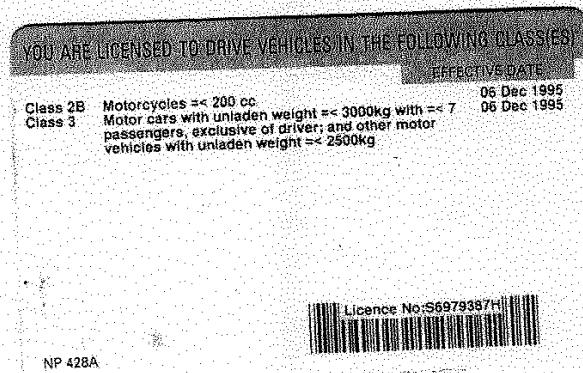 YOU ARE LICENSED TO DRIVE VEHICLES IN THE FOLLOWING CLASS(ES)
EFFECTIVE DATE
Class 2B Motorcycles =< 200 cc 06 Dec 1995
Class 3 Motor cars with unladen weight =< 3000kg with =< 7 06 Dec 1995
passengers, exclusive of driver; and other motor
vehicles with unladen weight =< 2500kg
Licence No:S6979387H
NP 428A